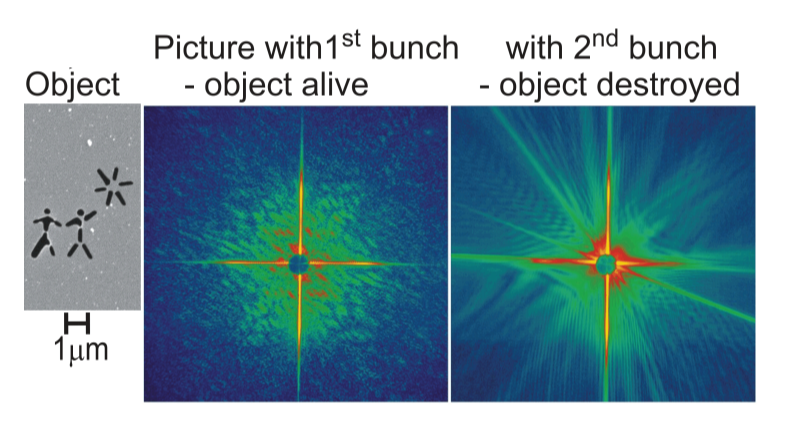 Object
Picture with1st bunch
- object alive
with 2nd bunch
- object destroyed
1μm